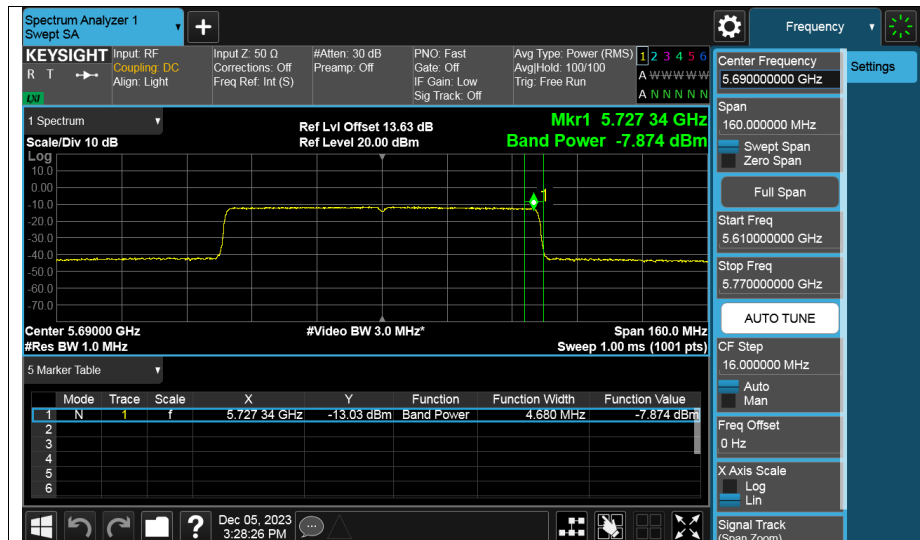 Spectrum Analyzer 1
Swept SA
Frequency
KEYSIGHT
R T
LXI
Input: RF
Coupling: DC
Align: Light
Input Z: 50 Ω
Corrections: Off
Freq Ref: Int (S)
#Atten: 30 dB
Preamp: Off
PNO: Fast
Gate: Off
IF Gain: Low
Sig Track: Off
Avg Type: Power (RMS)
Avg|Hold: 100/100
Trig: Free Run
1 2 3 4 5 6
A W W W W W
A N N N N N
Settings
1 Spectrum
Scale/Div 10 dB
Ref Lvl Offset 13.63 dB
Ref Level 20.00 dBm
Mkr1 5.727 34 GHz
Band Power -7.874 dBm
Log
10.0
0.00
-10.0
-20.0
-30.0
-40.0
-50.0
-60.0
-70.0
1
Center 5.69000 GHz
#Res BW 1.0 MHz
#Video BW 3.0 MHz*
Span 160.0 MHz
Sweep 1.00 ms (1001 pts)
5 Marker Table
Mode Trace Scale X Y Function Function Width Function Value
1 N 1 f 5.727 34 GHz -13.03 dBm Band Power 4.680 MHz -7.874 dBm
2
3
4
5
6
?
Dec 05, 2023
3:28:26 PM
Center Frequency
5.690000000 GHz
Span
160.000000 MHz
Swept Span
Zero Span
Full Span
Start Freq
5.610000000 GHz
Stop Freq
5.770000000 GHz
AUTO TUNE
CF Step
16.000000 MHz
Auto
Man
Freq Offset
0 Hz
X Axis Scale
Log
Lin
Signal Track
(Span Zoom)